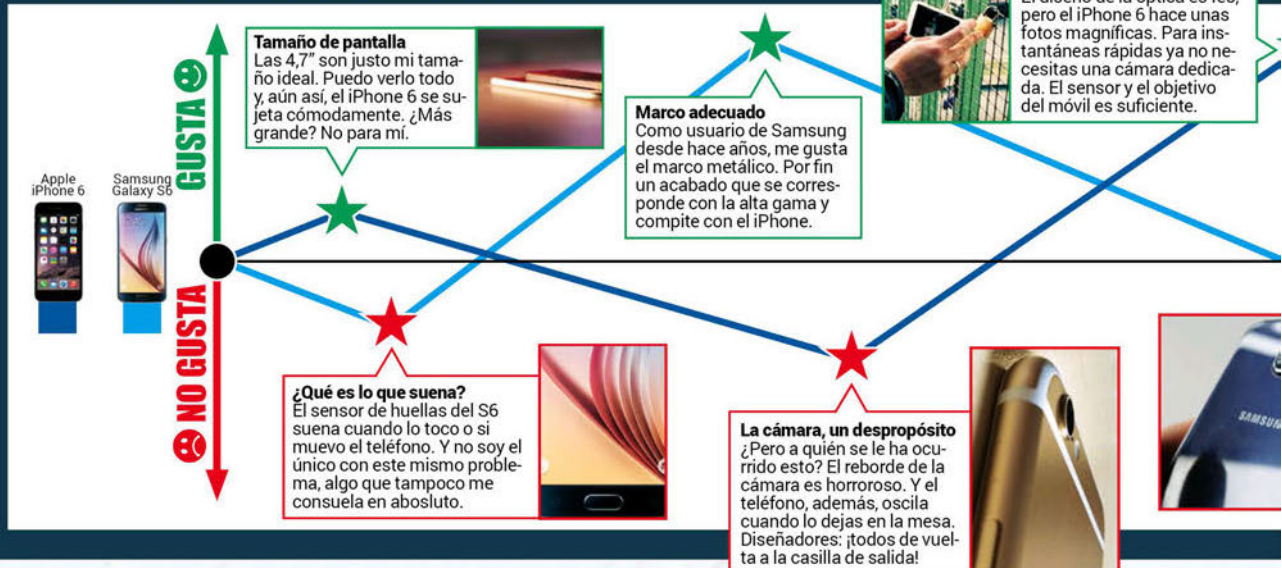 Apple
iPhone 6
Samsung
Galaxy S6
GUSTA
NO GUSTA
Tamaño de pantalla
Las 4,7” son justo mi tama-
ño ideal. Puedo verlo todo
y, aún así, el iPhone 6 se su-
jeta cómodamente. ¿Más
grande? No para mí.
¿Qué es lo que suena?
El sensor de huellas del S6
suena cuando lo toco o si
muevo el teléfono. Y no soy el
único con este mismo proble-
ma, algo que tampoco me
consuela en abosluto.
Marco adecuado
Como usuario de Samsung
desde hace años, me gusta
el marco metálico. Por fin
un acabado que se corres-
ponde con la alta gama y
compite con el iPhone.
La cámara, un despropósito
¿Pero a quién se le ha ocu-
rrido esto? El reborde de la
cámara es horroroso. Y el
teléfono, además, oscila
cuando lo dejas en la mesa.
Diseñadores: ¡todos de vuel-
ta a la casilla de salida!
El diseño de la óptica es feo,
pero el iPhone 6 hace unas
fotos magníficas. Para ins-
tantáneas rápidas ya no ne-
cesitas una cámara dedica-
da. El sensor y el objetivo
del móvil es suficiente.